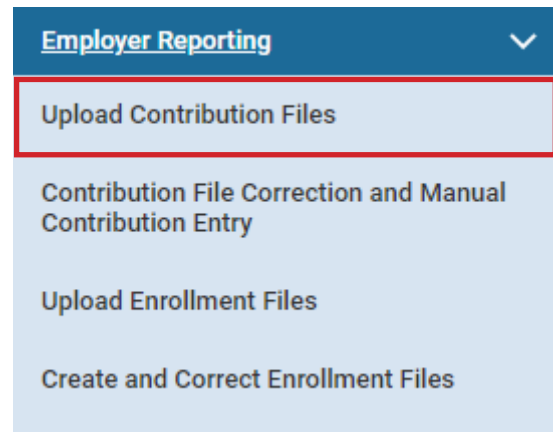 Employer Reporting
Upload Contribution Files
Contribution File Correction and Manual
Contribution Entry
Upload Enrollment Files
Create and Correct Enrollment Files